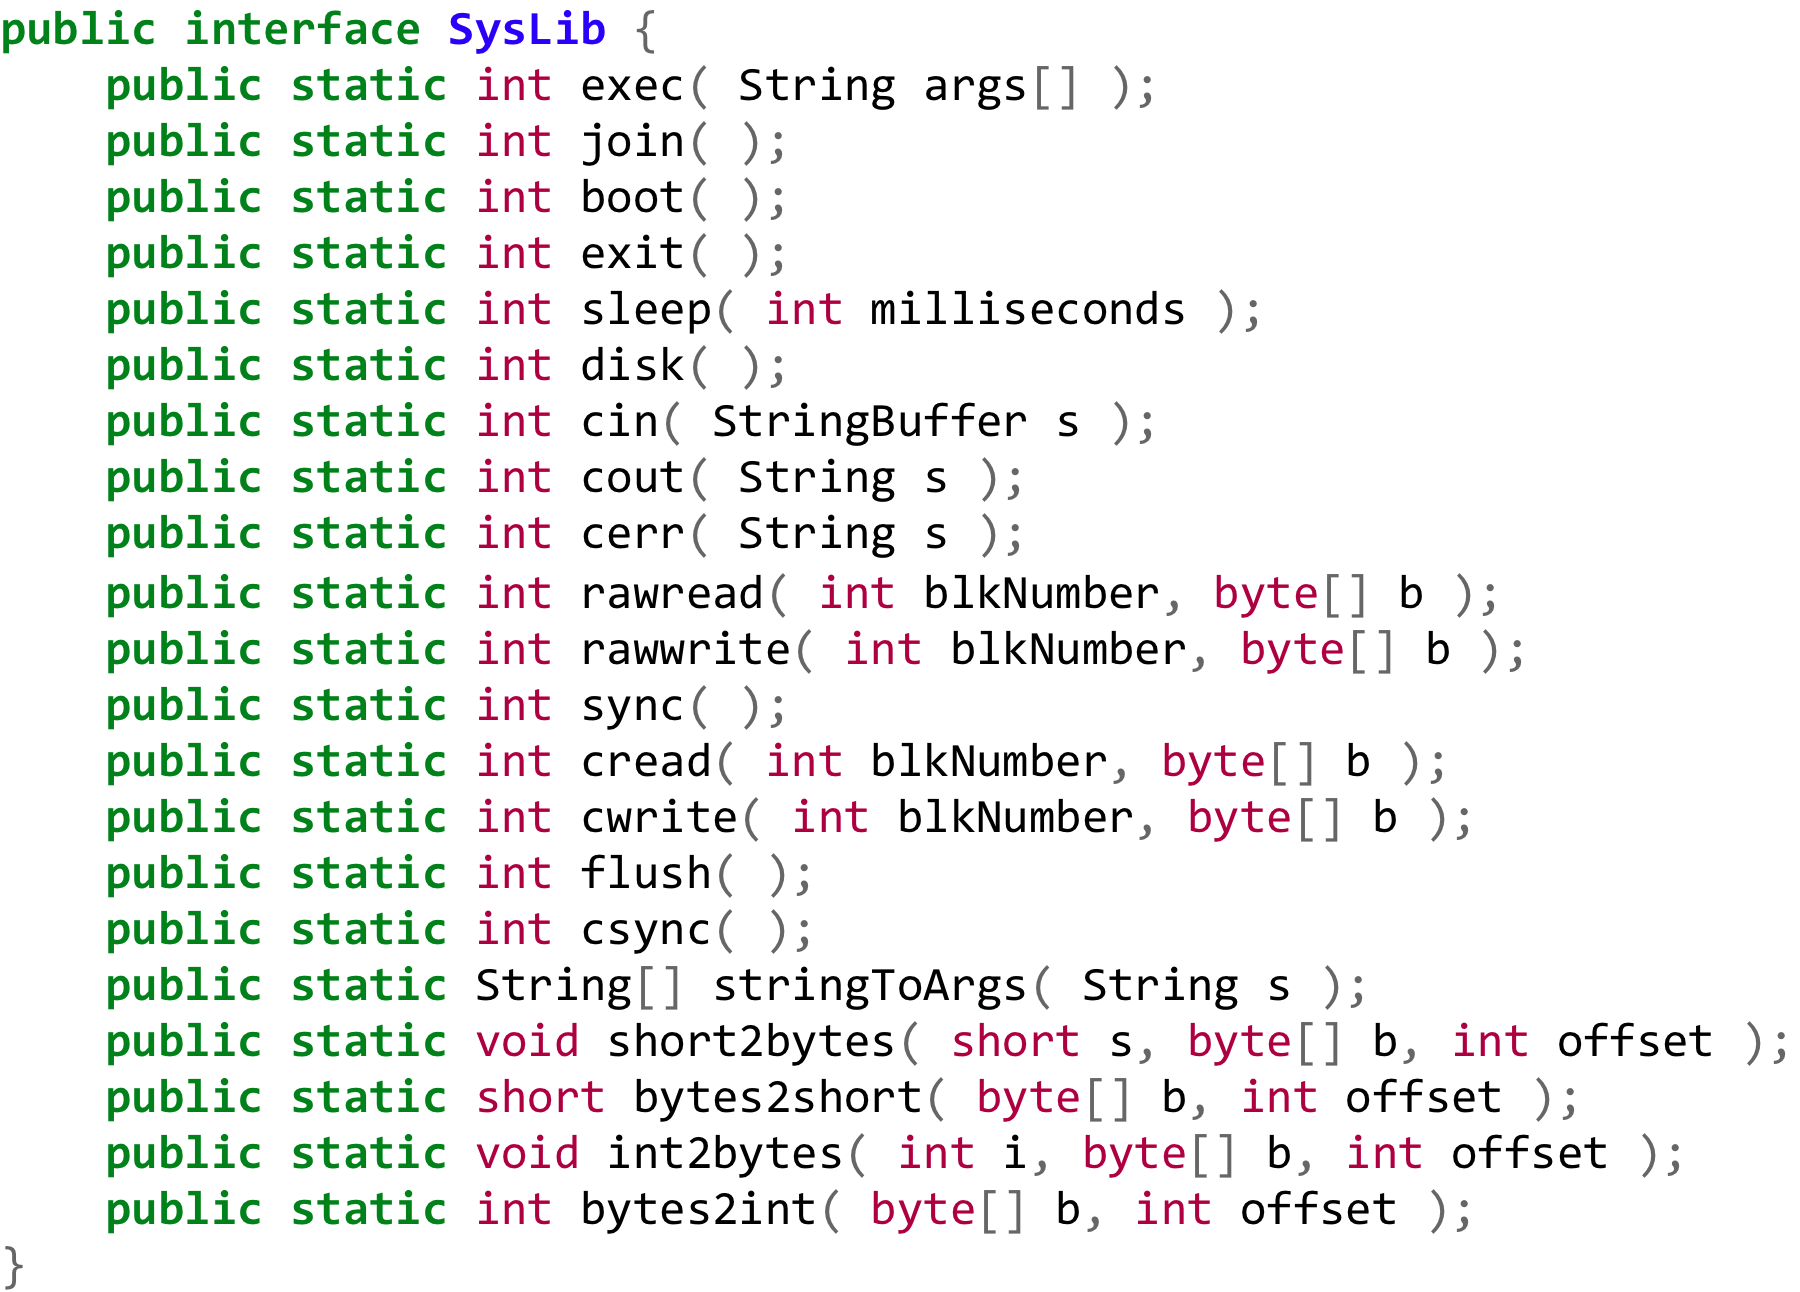 public interface SysLib {
    public static int exec( String args[] );
    public static int join( );
    public static int boot( );
    public static int exit( );
    public static int sleep( int milliseconds );
    public static int disk( );
    public static int cin( StringBuffer s );
    public static int cout( String s );
    public static int cerr( String s );
    public static int rawread( int blkNumber, byte[] b );
    public static int rawwrite( int blkNumber, byte[] b );
    public static int sync( );
    public static int cread( int blkNumber, byte[] b );
    public static int cwrite( int blkNumber, byte[] b );
    public static int flush( );
    public static int csync( );
    public static String[] stringToArgs( String s );
    public static void short2bytes( short s, byte[] b, int offset );
    public static short bytes2short( byte[] b, int offset );
    public static void int2bytes( int i, byte[] b, int offset );
    public static int bytes2int( byte[] b, int offset );
}